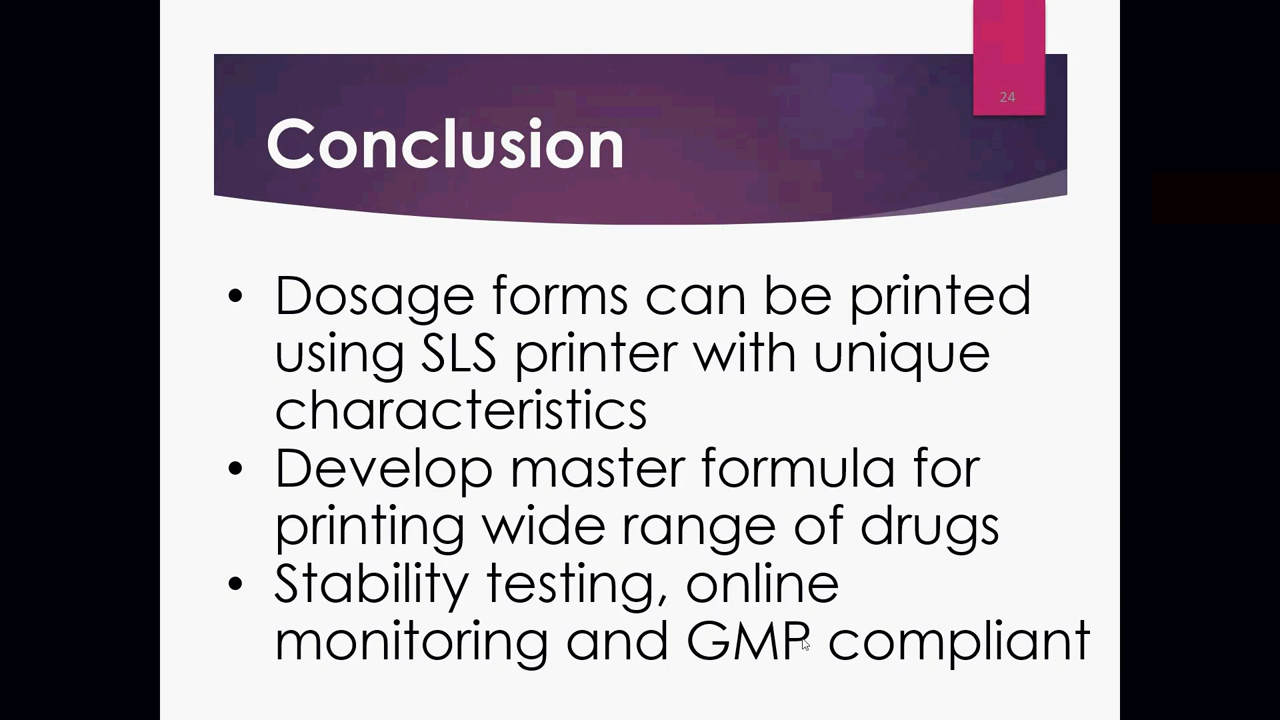 24
Conclusion
• Dosage forms can be printed
using SLS printer with unique
characteristics
• Develop master formula for
printing wide range of drugs
• Stability testing, online
monitoring and GMP compliant